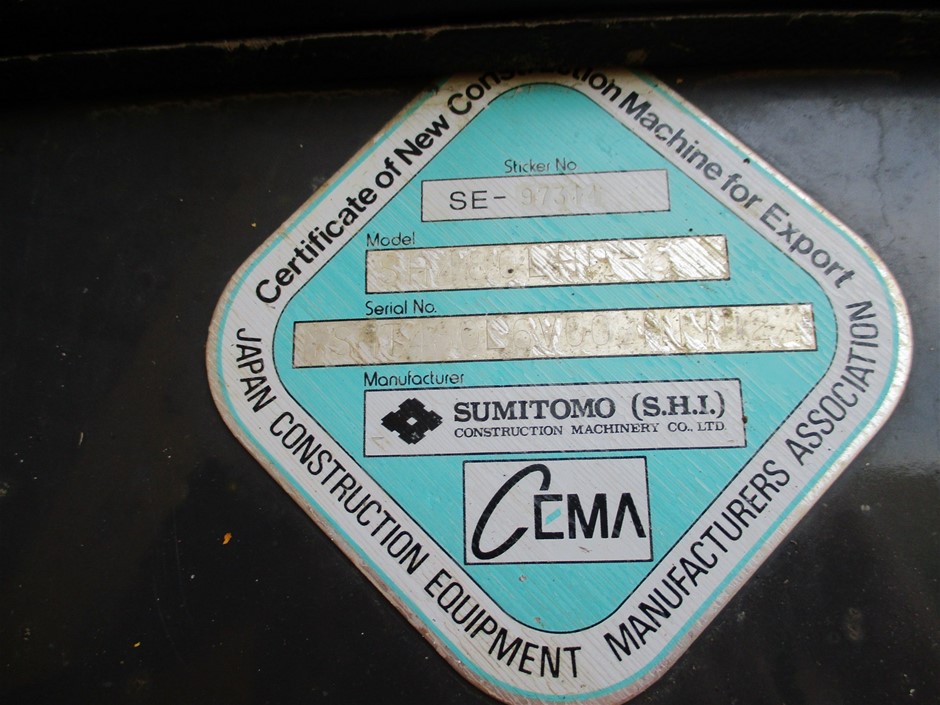 Certificate of New Construction Machine for Export
Sticker No
SE-
Model
Serial No.
Manufacturer
SUMITOMO (S.H.I.)
CONSTRUCTION MACHINERY CO., LTD.
CEMA
JAPAN CONSTRUCTION EQUIPMENT MANUFACTURERS ASSOCIATION